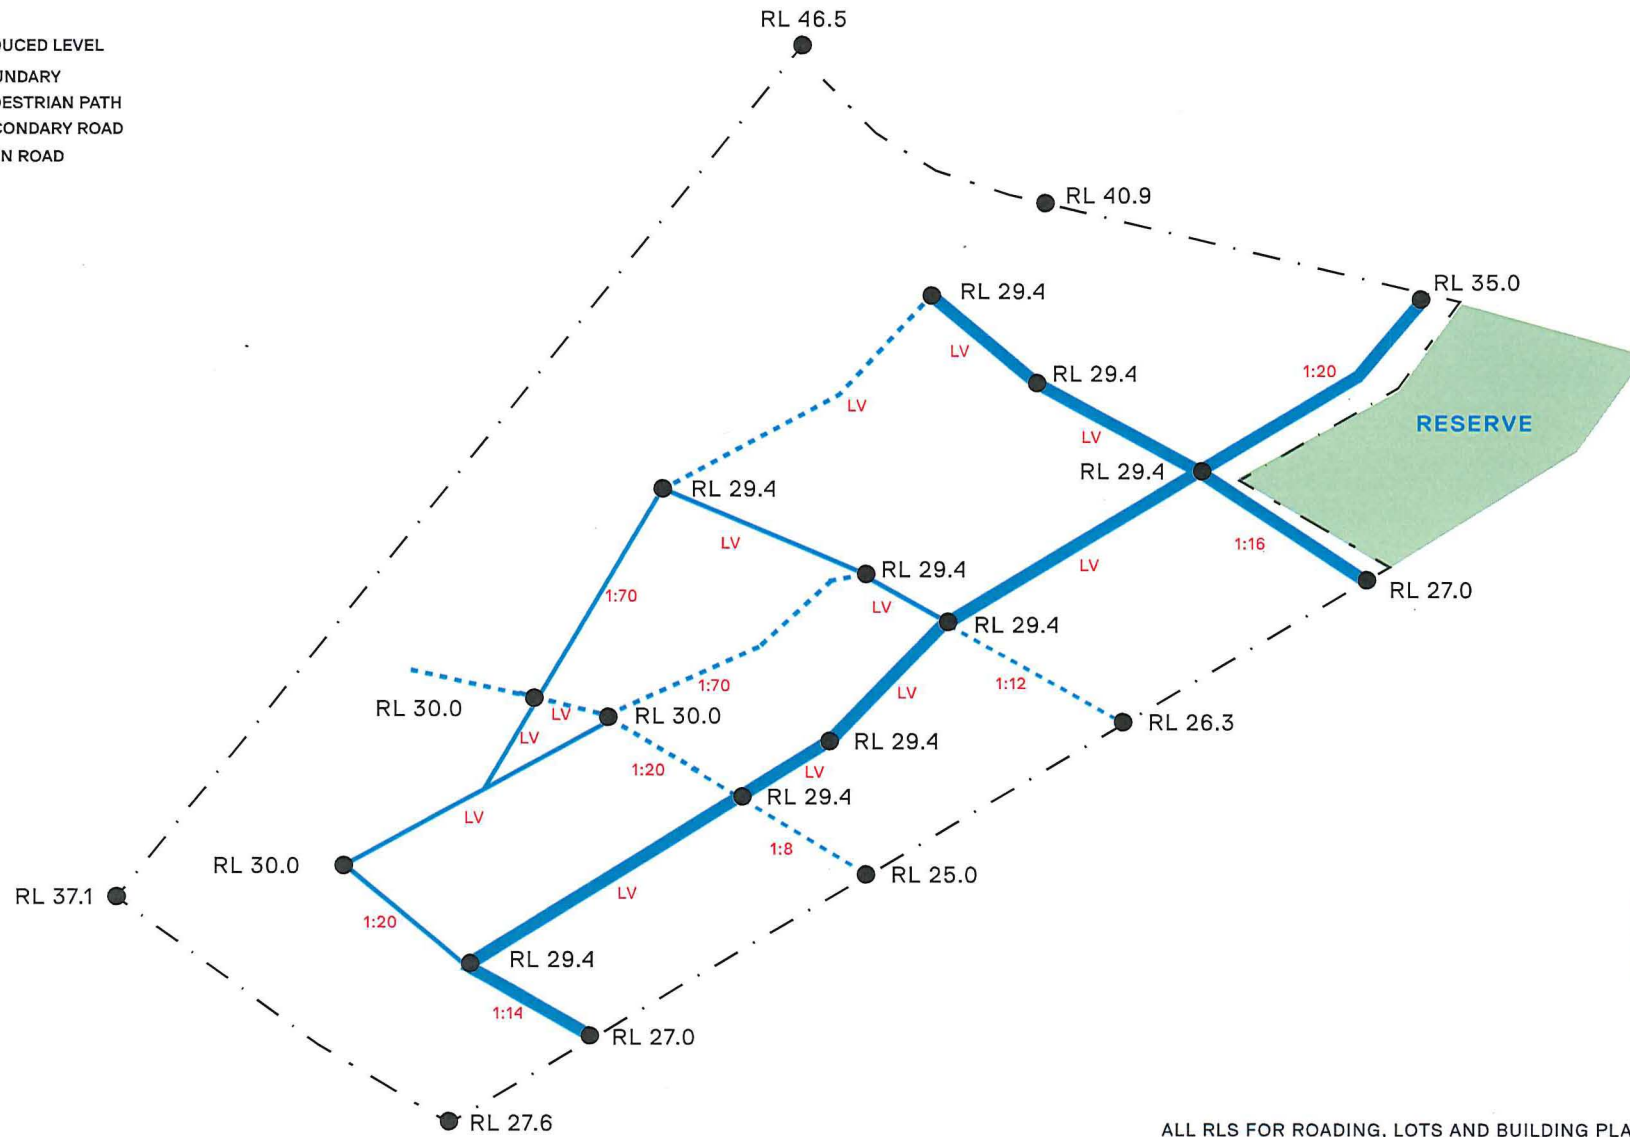 RL 46.5
UCED LEVEL
UNDARY
DESTRIAN PATH
CONDARY ROAD
N ROAD
RL 40.9
RL 35.0
RL 29.4
LV
RL 29.4
1:20
LV
RESERVE
LV
RL 29.4
RL 29.4
LV
1:16
LV
RL 29.4
RL 27.0
1:70
LV
RL 29.4
1:70
1:12
LV
RL 30.0
LV
RL 30.0
RL 26.3
LV
RL 29.4
1:20
LV
RL 29.4
LV
1:8
RL 30.0
RL 25.0
RL 37.1
LV
1:20
RL 29.4
1:14
RL 27.0
RL 27.6
ALL RLS FOR ROADING, LOTS AND BUILDING PLA